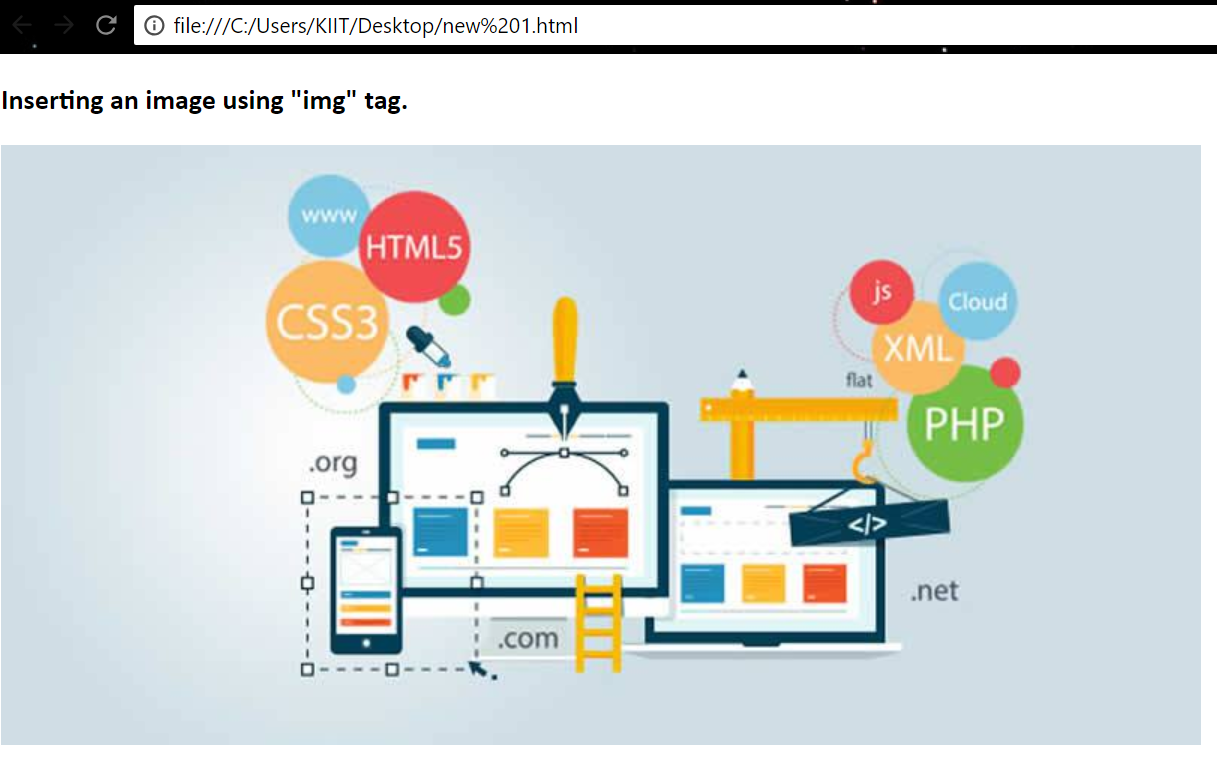 file:///C:/Users/KIIT/Desktop/new%201.html
Inserting an image using "img" tag.
www
HTML5
CSS3
js
Cloud
XML
flat
PHP
.org
</>
.net
.com